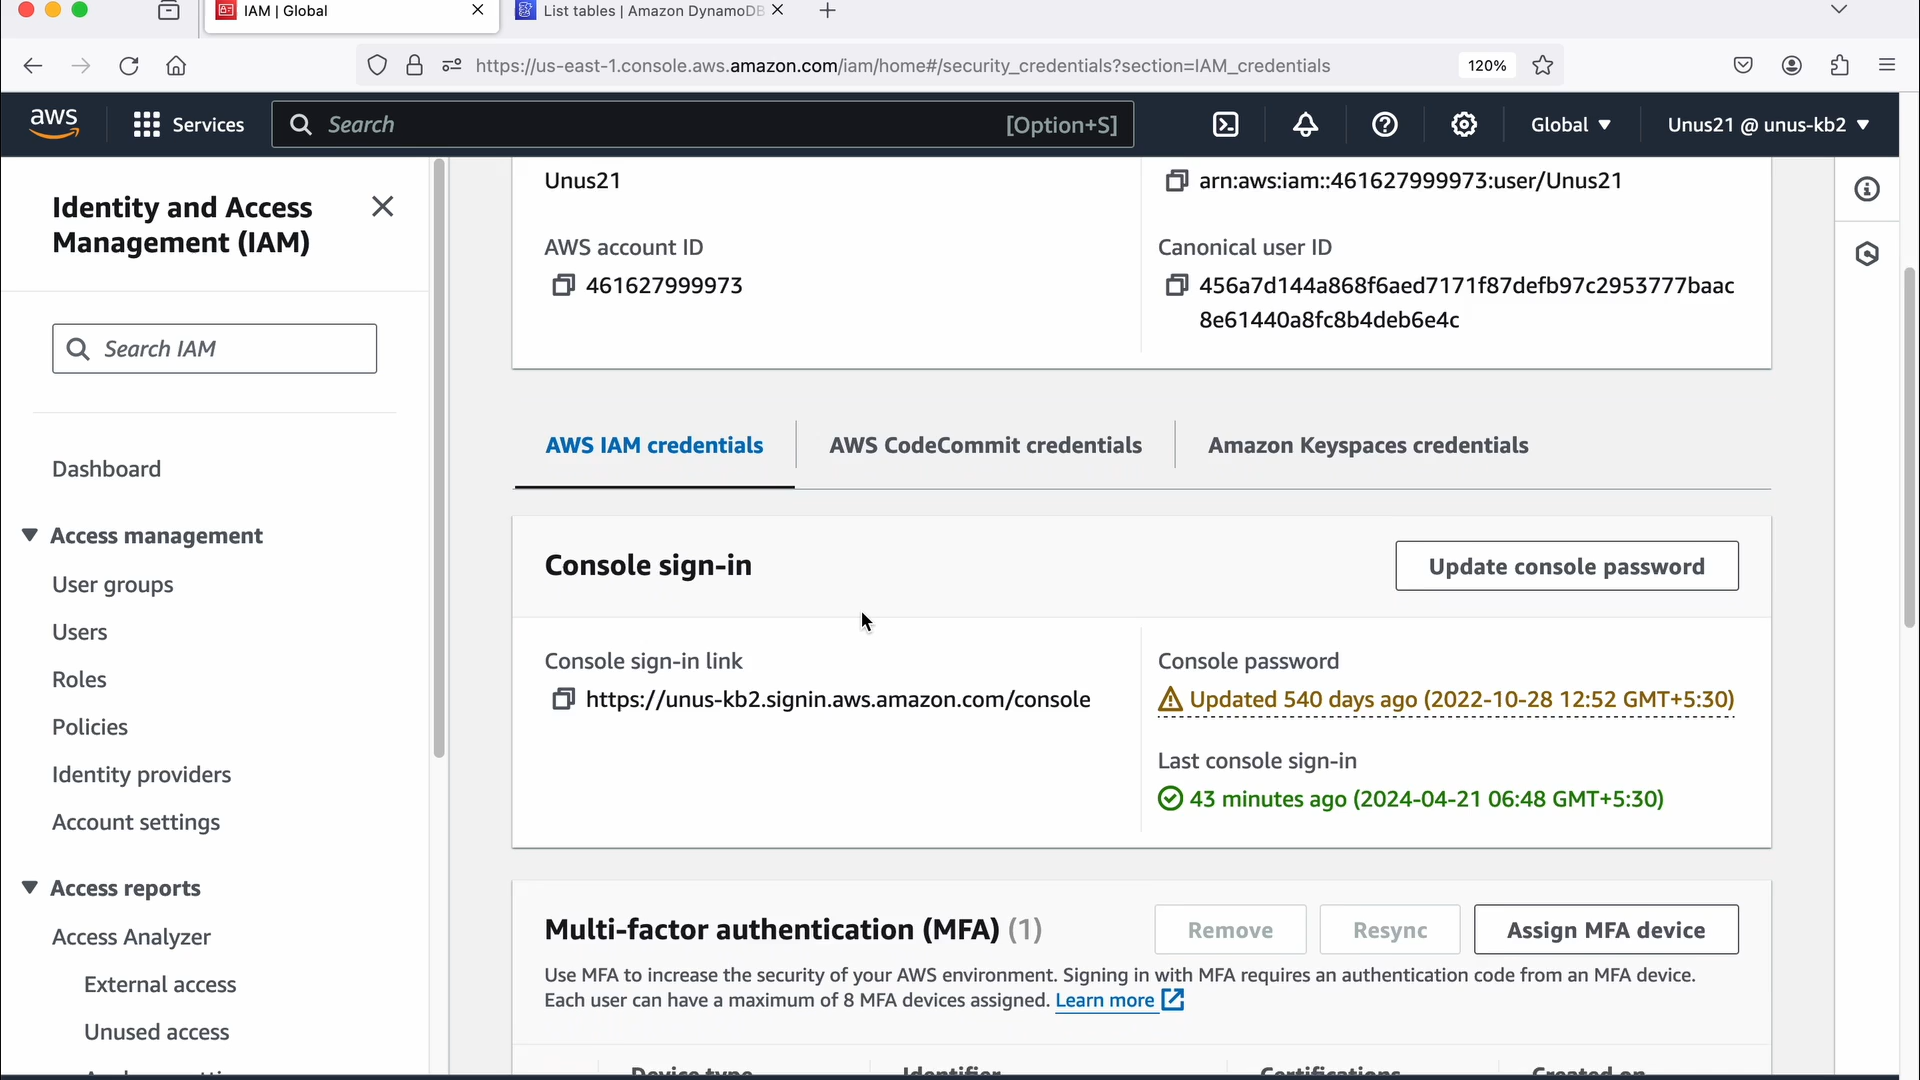 IAM | Global
List tables | Amazon DynamoDB
https://us-east-1.console.aws.amazon.com/iam/home#/security_credentials?section=IAM_credentials
120%
aws
Services
Search
[Option+S]
Global
Unus21 @ unus-kb2
Identity and Access
Management (IAM)
Search IAM
Dashboard
Access management
User groups
Users
Roles
Policies
Identity providers
Account settings
Access reports
Access Analyzer
External access
Unused access
Unus21
arn:aws:iam::461627999973:user/Unus21
AWS account ID
461627999973
Canonical user ID
456a7d144a868f6aed7171f87defb97c2953777baac
8e61440a8fc8b4deb6e4c
AWS IAM credentials
AWS CodeCommit credentials
Amazon Keyspaces credentials
Console sign-in
Update console password
Console sign-in link
https://unus-kb2.signin.aws.amazon.com/console
Console password
Updated 540 days ago (2022-10-28 12:52 GMT+5:30)
Last console sign-in
43 minutes ago (2024-04-21 06:48 GMT+5:30)
Multi-factor authentication (MFA) (1)
Remove
Resync
Assign MFA device
Use MFA to increase the security of your AWS environment. Signing in with MFA requires an authentication code from an MFA device.
Each user can have a maximum of 8 MFA devices assigned. Learn more
Device type
Identifier
Certifications
Created on